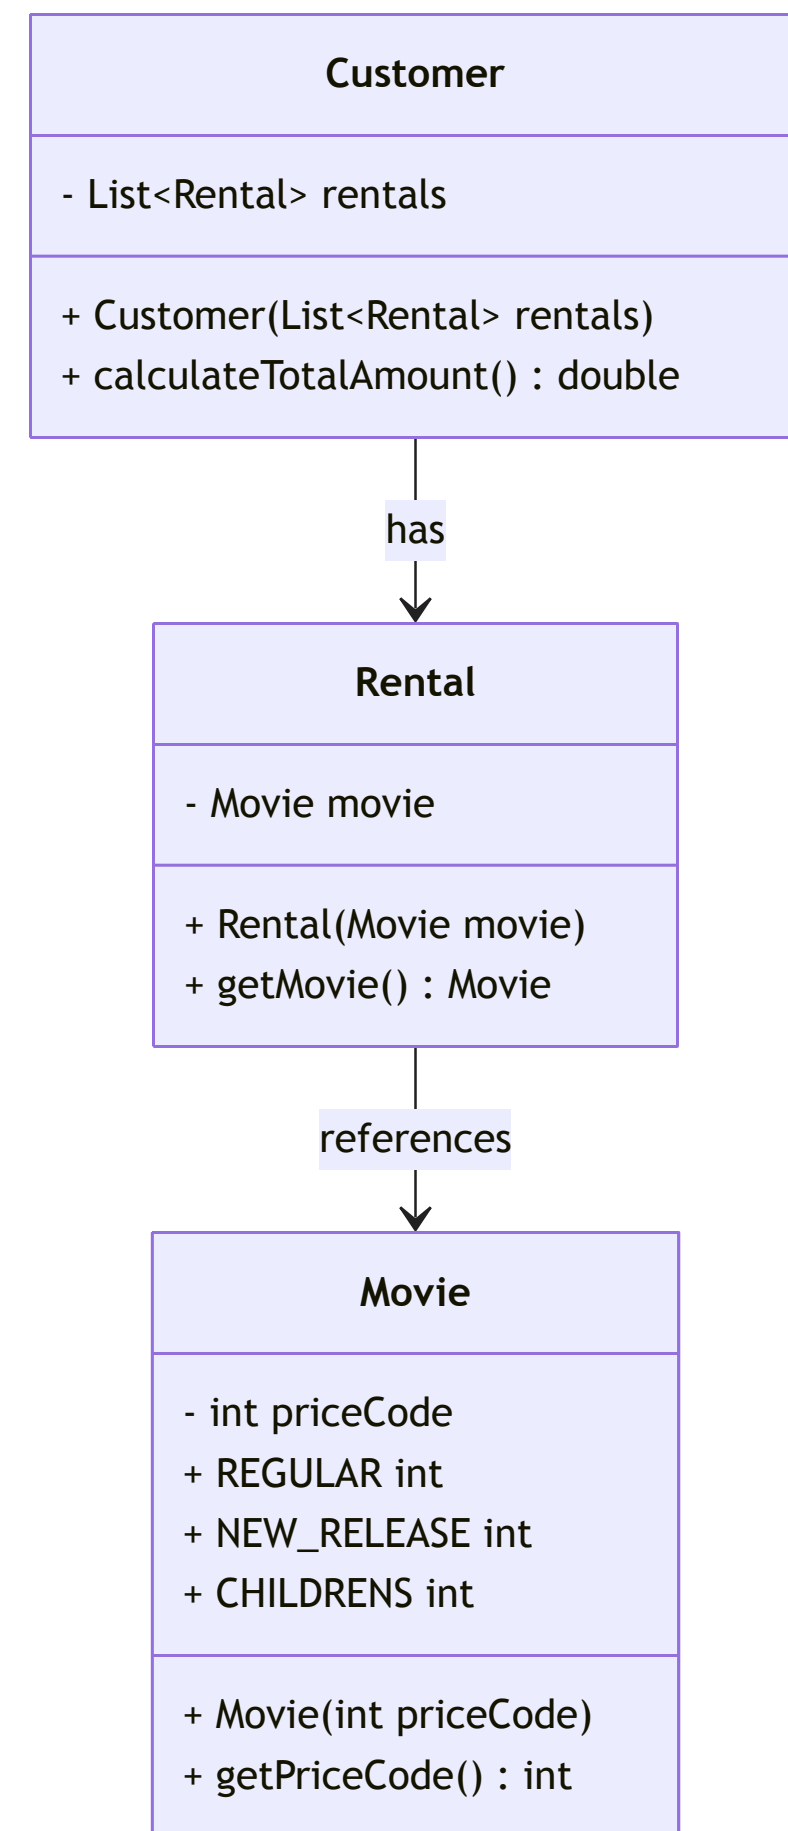 Customer
- List<Rental> rentals
+ Customer(List<Rental> rentals)
+ calculateTotalAmount() : double
has
Rental
- Movie movie
+ Rental(Movie movie)
+ getMovie() : Movie
references
Movie
- int priceCode
+ REGULAR int
+ NEW_RELEASE int
+ CHILDRENS int
+ Movie(int priceCode)
+ getPriceCode() : int